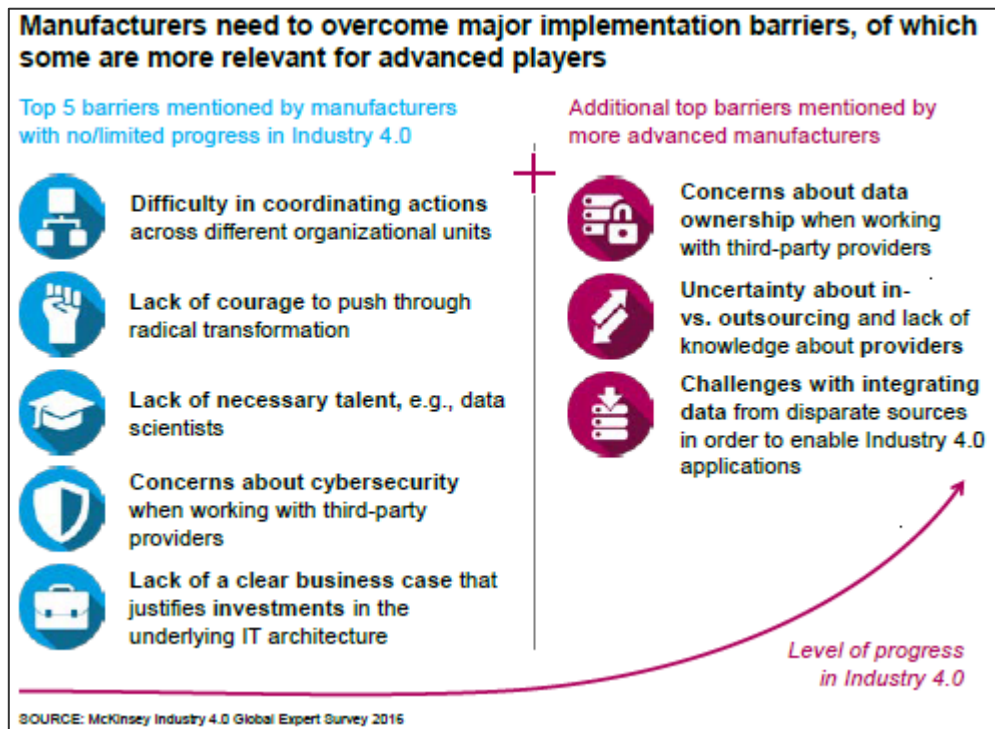 Manufacturers need to overcome major implementation barriers, of which
some are more relevant for advanced players
Top 5 barriers mentioned by manufacturers
with no/limited progress in Industry 4.0
Difficulty in coordinating actions
across different organizational units
Lack of courage to push through
radical transformation
Lack of necessary talent, e.g., data
scientists
Concerns about cybersecurity
when working with third-party
providers
Lack of a clear business case that
justifies investments in the
underlying IT architecture
Additional top barriers mentioned by
more advanced manufacturers
Concerns about data
ownership when working
with third-party providers
Uncertainty about in-
vs. outsourcing and lack of
knowledge about providers
Challenges with integrating
data from disparate sources
in order to enable Industry 4.0
applications
Level of progress
in Industry 4.0
SOURCE: McKinsey Industry 4.0 Global Expert Survey 2016